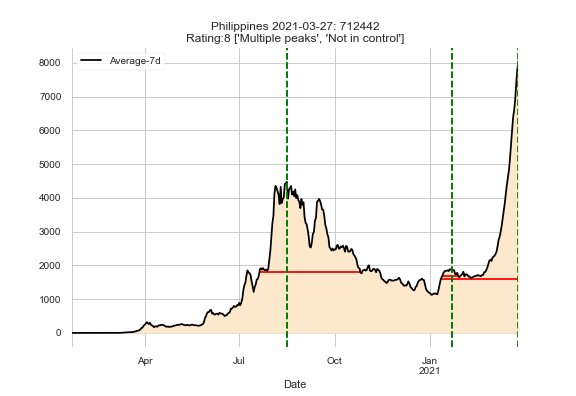 Philippines 2021-03-27: 712442
Rating:8 ['Multiple peaks', 'Not in control']
Average-7d
8000
7000
6000
5000
4000
3000
2000
1000
0
Apr
Jul
Oct
Jan
2021
Date